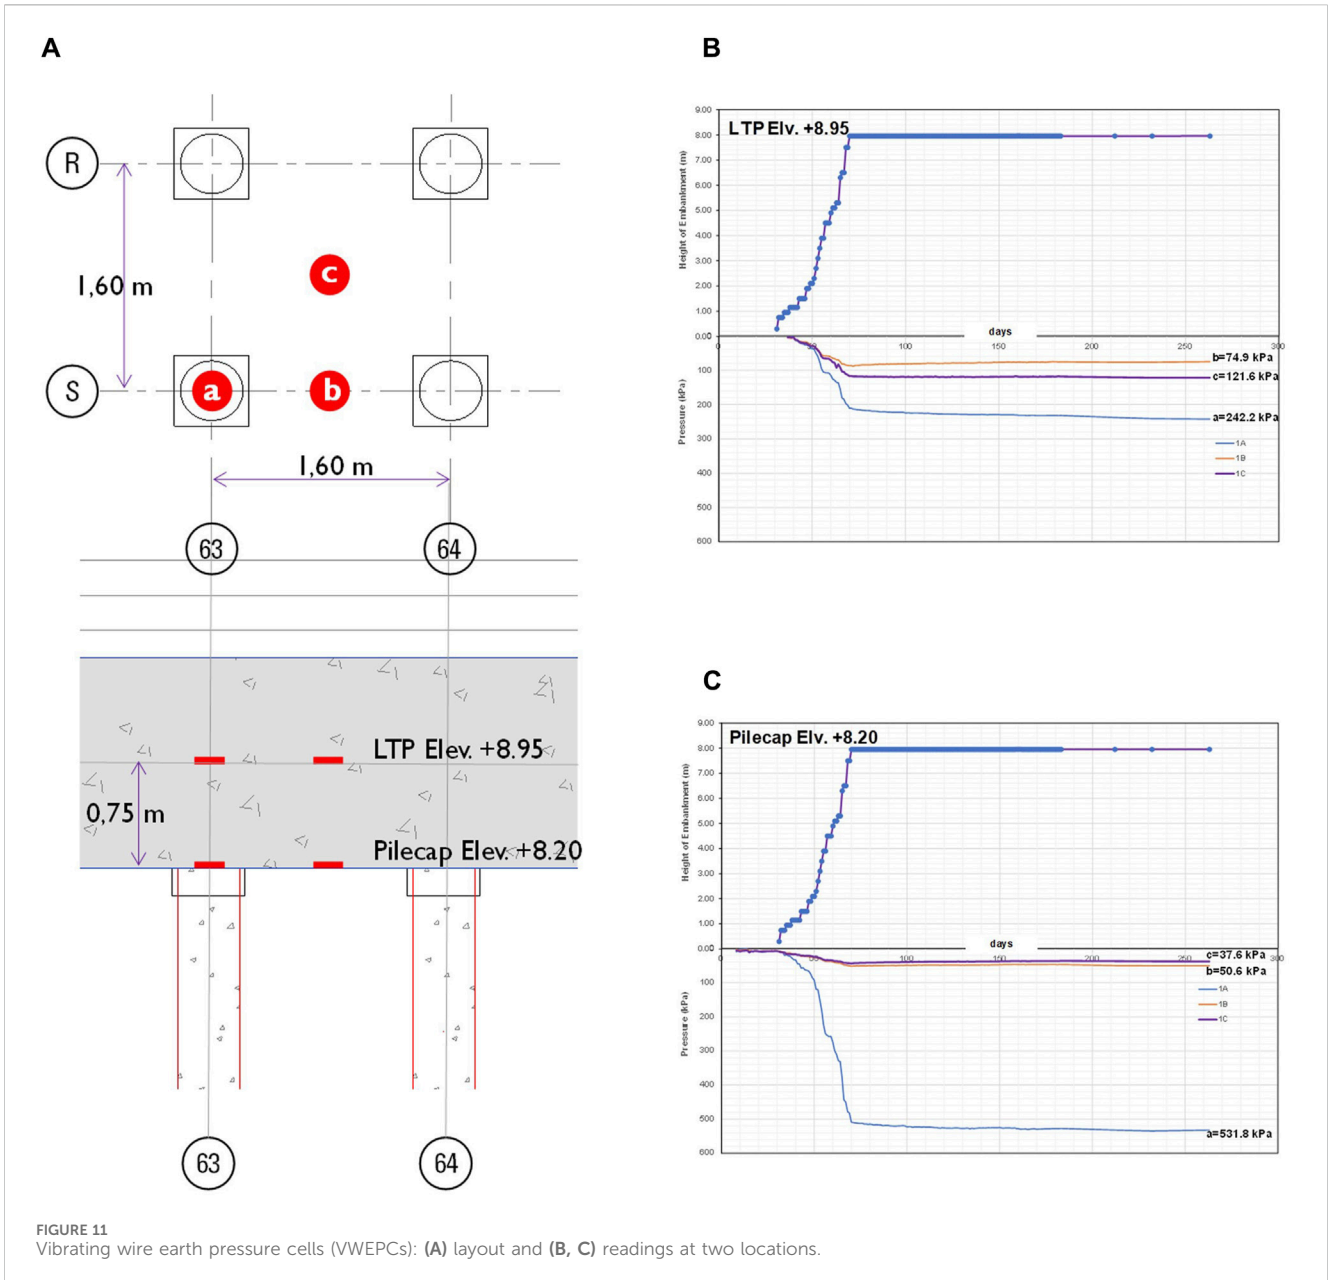 A
R
S
1,60 m
c
a
b
1,60 m
63
64
LTP Elev. +8.95
0,75 m
Pilecap Elev. +8.20
63
64
B
LTP Elv. +8.95
9.00
8.00
7.00
6.00
5.00
4.00
3.00
2.00
1.00
0.00
Height of Embankment (m)
days
0
50
100
150
200
250
300
100
200
300
400
500
600
Pressure (kPa)
b=74.9 kPa
c=121.6 kPa
a=242.2 kPa
1A
1B
1C
C
Pilecap Elv. +8.20
9.00
8.00
7.00
6.00
5.00
4.00
3.00
2.00
1.00
0.00
Height of Embankment (m)
days
0
50
100
150
200
250
300
100
200
300
400
500
600
Pressure (kPa)
c=37.6 kPa
b=50.6 kPa
1A
1B
1C
a=531.8 kPa
FIGURE 11
Vibrating wire earth pressure cells (VWEPCs): (A) layout and (B, C) readings at two locations.